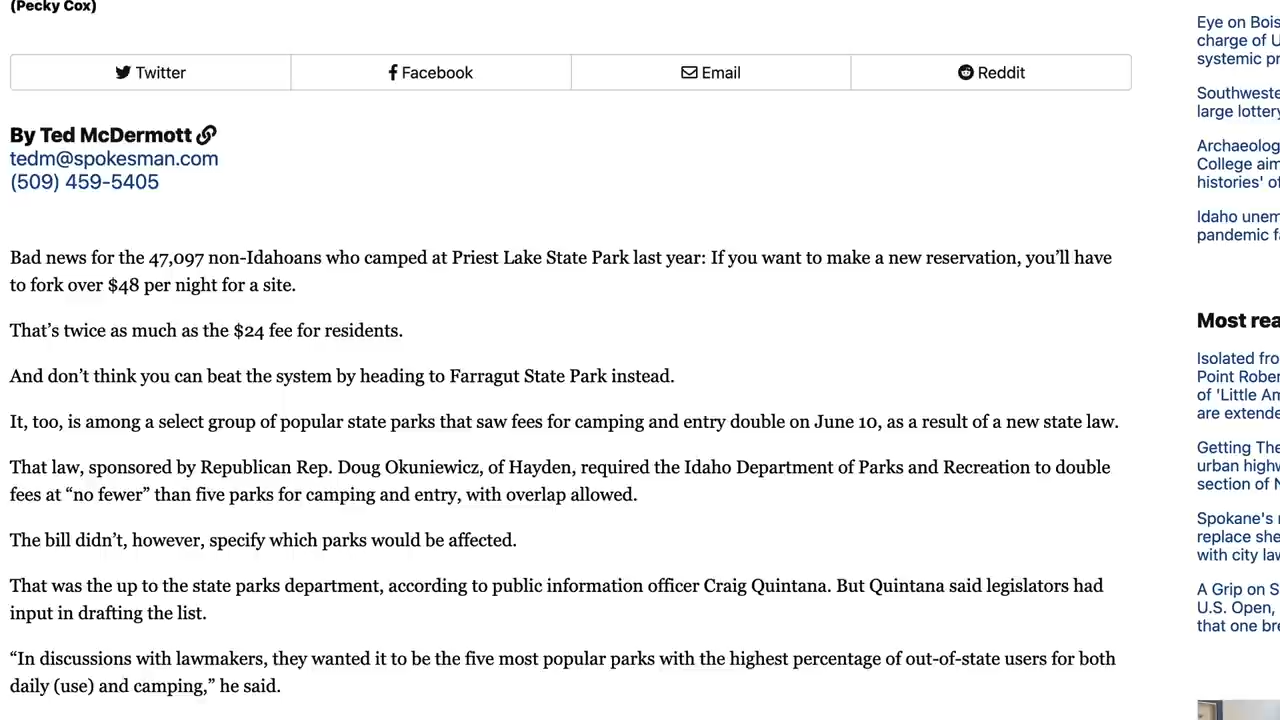 (Pecky Cox)
Twitter
Facebook
Email
Reddit
By Ted McDermott
tedm@spokesman.com
(509) 459-5405
Bad news for the 47,097 non-Idahoans who camped at Priest Lake State Park last year: If you want to make a new reservation, you’ll have
to fork over $48 per night for a site.
That’s twice as much as the $24 fee for residents.
And don’t think you can beat the system by heading to Farragut State Park instead.
It, too, is among a select group of popular state parks that saw fees for camping and entry double on June 10, as a result of a new state law.
That law, sponsored by Republican Rep. Doug Okuniewicz, of Hayden, required the Idaho Department of Parks and Recreation to double
fees at “no fewer” than five parks for camping and entry, with overlap allowed.
The bill didn’t, however, specify which parks would be affected.
That was the up to the state parks department, according to public information officer Craig Quintana. But Quintana said legislators had
input in drafting the list.
“In discussions with lawmakers, they wanted it to be the five most popular parks with the highest percentage of out-of-state users for both
daily (use) and camping,” he said.
Eye on Bois
charge of U
systemic pr
Southweste
large lottery
Archaeolog
College aim
histories' of
Idaho unem
pandemic fa
Most rea
Isolated fro
Point Rober
of 'Little Am
are extende
Getting The
urban highw
section of N
Spokane's r
replace she
with city law
A Grip on S
U.S. Open,
that one bre